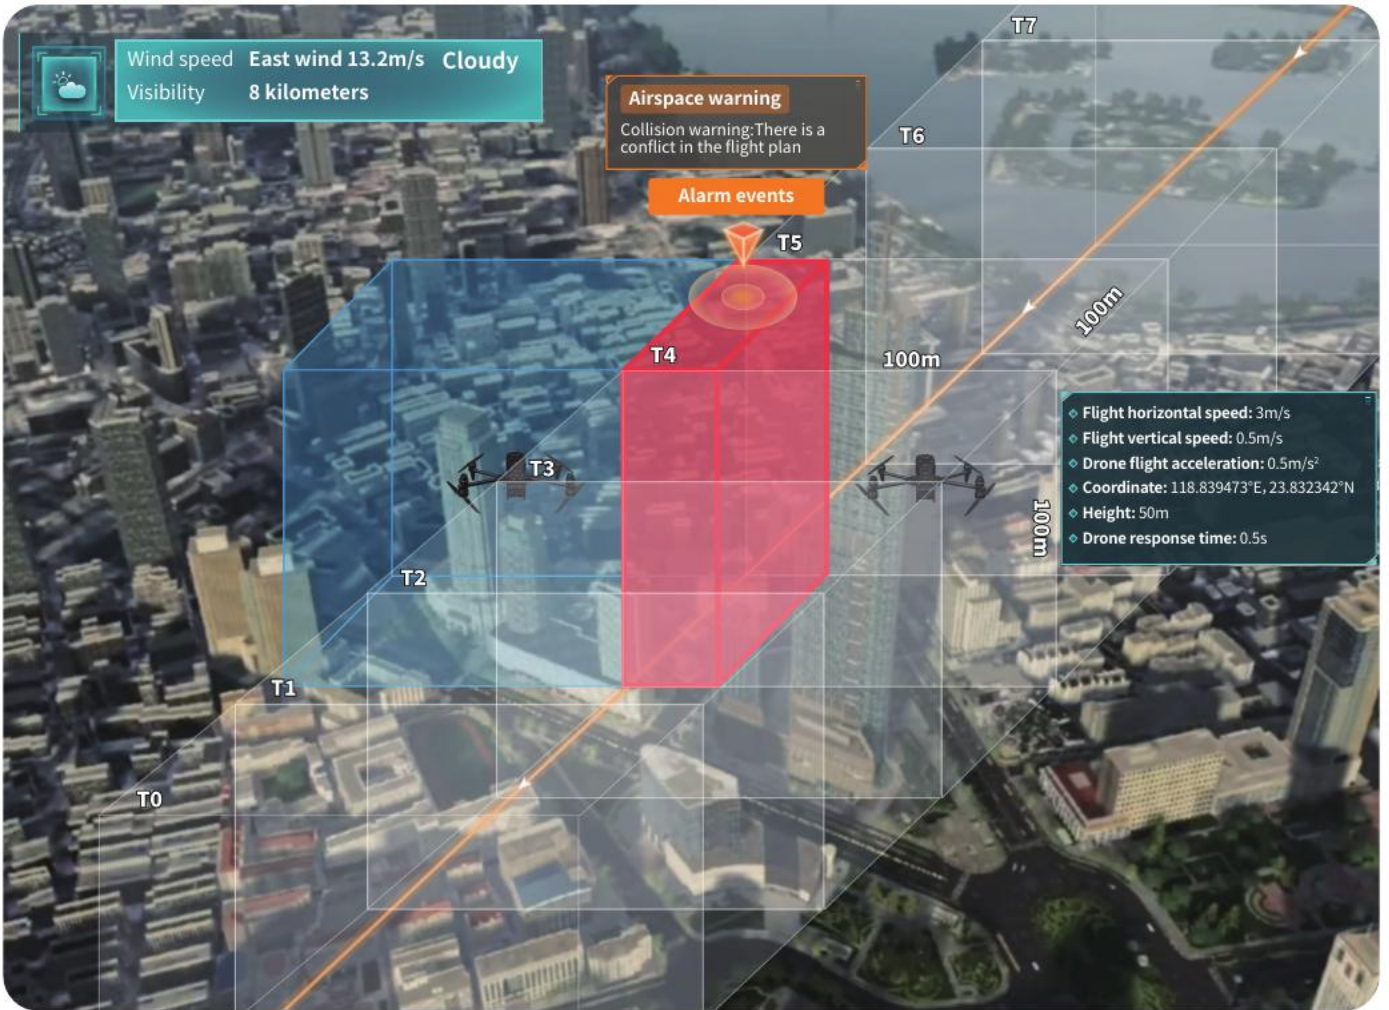 Wind speed East wind 13.2m/s Cloudy
Visibility 8 kilometers
Airspace warning
Collision warning:There is a
conflict in the flight plan
Alarm events
T7
T6
T5
T4
T3
T2
T1
T0
100m
100m
100m
Flight horizontal speed: 3m/s
Flight vertical speed: 0.5m/s
Drone flight acceleration: 0.5m/s²
Coordinate: 118.839473°E, 23.832342°N
Height: 50m
Drone response time: 0.5s